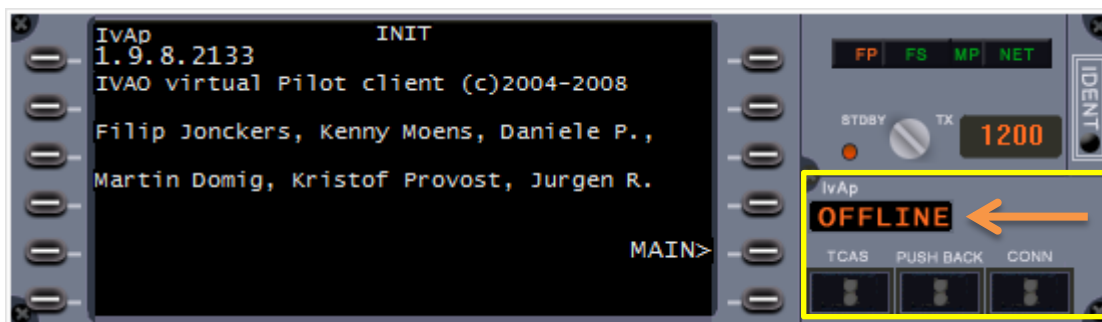 IvAp INIT
1.9.8.2133
IVAO virtual Pilot client (c)2004-2008
Filip Jonckers, Kenny Moens, Daniele P.,
Martin Domig, Kristof Provost, Jurgen R.
MAIN>
FP FS MP NET
IDENT
STDBY TX
1200
IvAp
OFFLINE
TCAS PUSH BACK CONN